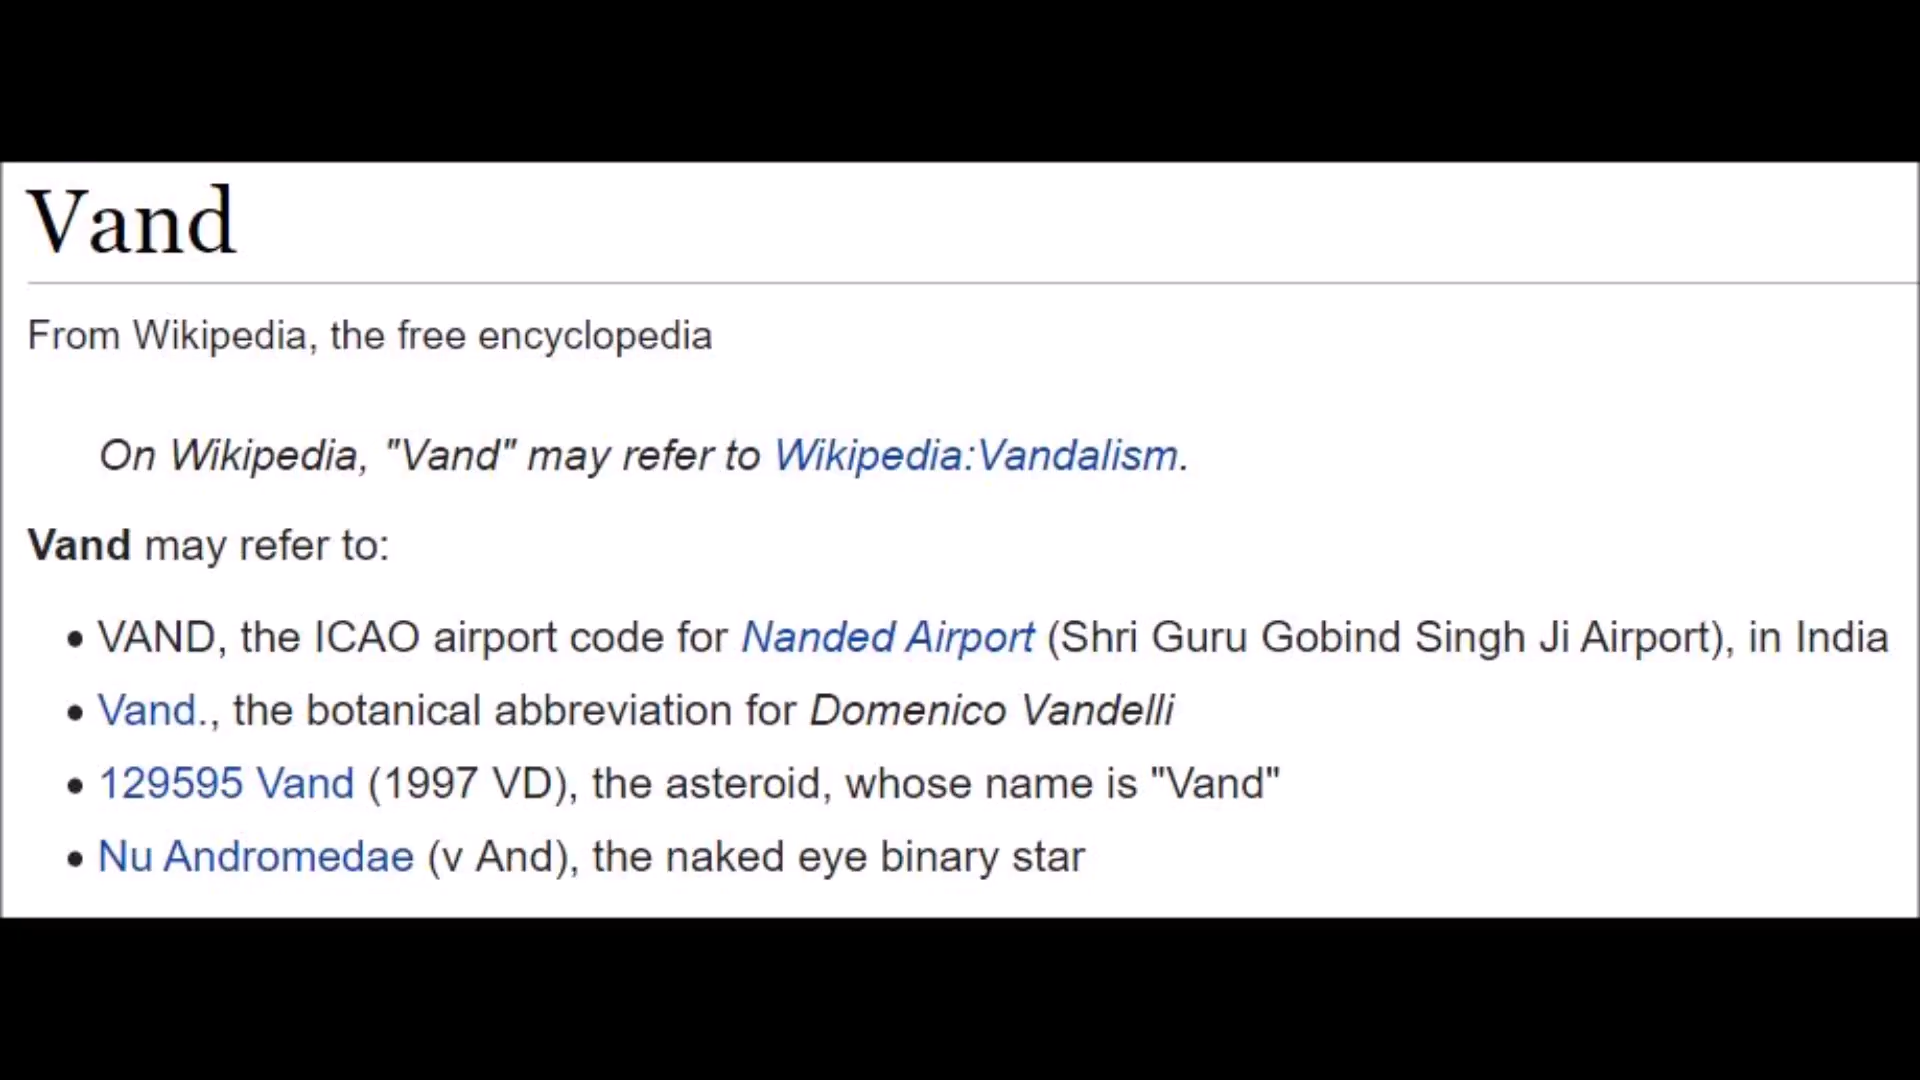 Vand
From Wikipedia, the free encyclopedia
On Wikipedia, "Vand" may refer to Wikipedia:Vandalism.
Vand may refer to:
• VAND, the ICAO airport code for Nanded Airport (Shri Guru Gobind Singh Ji Airport), in India
• Vand., the botanical abbreviation for Domenico Vandelli
• 129595 Vand (1997 VD), the asteroid, whose name is "Vand"
• Nu Andromedae (v And), the naked eye binary star